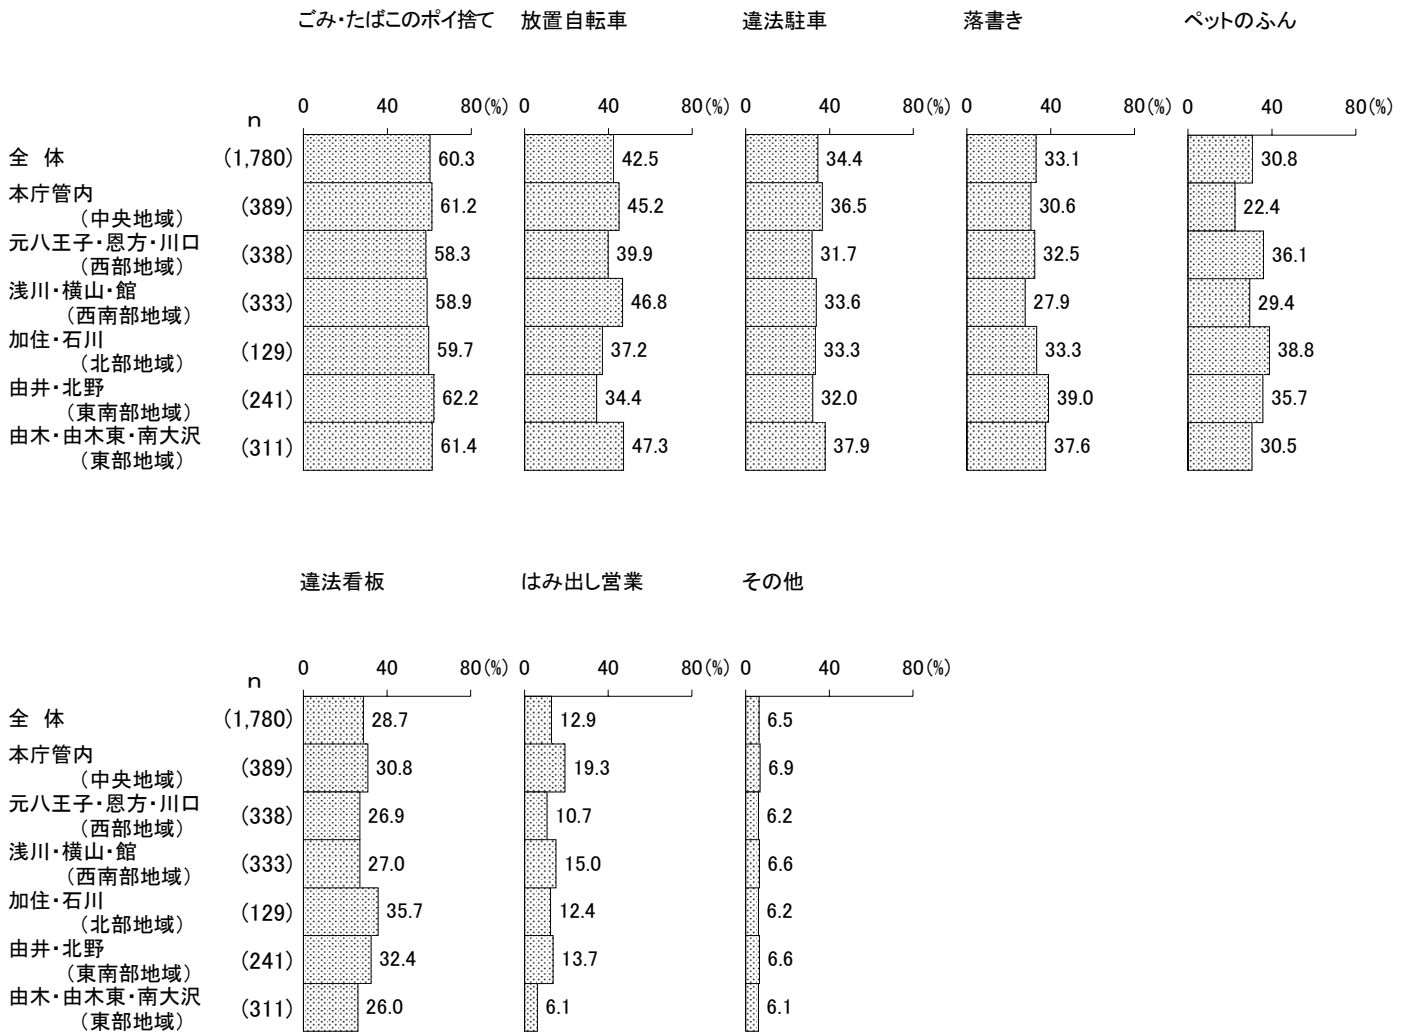 ごみ・たばこのポイ捨て 放置自転車 違法駐車 落書き ペットのふん
0 40 80(%) 0 40 80(%) 0 40 80(%) 0 40 80(%) 0 40 80(%)
n
全 体 (1,780) 60.3 42.5 34.4 33.1 30.8
本庁管内
(中央地域) (389) 61.2 45.2 36.5 30.6 22.4
元八王子・恩方・川口
(西部地域) (338) 58.3 39.9 31.7 32.5 36.1
浅川・横山・館
(西南部地域) (333) 58.9 46.8 33.6 27.9 29.4
加住・石川
(北部地域) (129) 59.7 37.2 33.3 33.3 38.8
由井・北野
(東南部地域) (241) 62.2 34.4 32.0 39.0 35.7
由木・由木東・南大沢
(東部地域) (311) 61.4 47.3 37.9 37.6 30.5
違法看板 はみ出し営業 その他
0 40 80(%) 0 40 80(%) 0 40 80(%)
n
全 体 (1,780) 28.7 12.9 6.5
本庁管内
(中央地域) (389) 30.8 19.3 6.9
元八王子・恩方・川口
(西部地域) (338) 26.9 10.7 6.2
浅川・横山・館
(西南部地域) (333) 27.0 15.0 6.6
加住・石川
(北部地域) (129) 35.7 12.4 6.2
由井・北野
(東南部地域) (241) 32.4 13.7 6.6
由木・由木東・南大沢
(東部地域) (311) 26.0 6.1 6.1